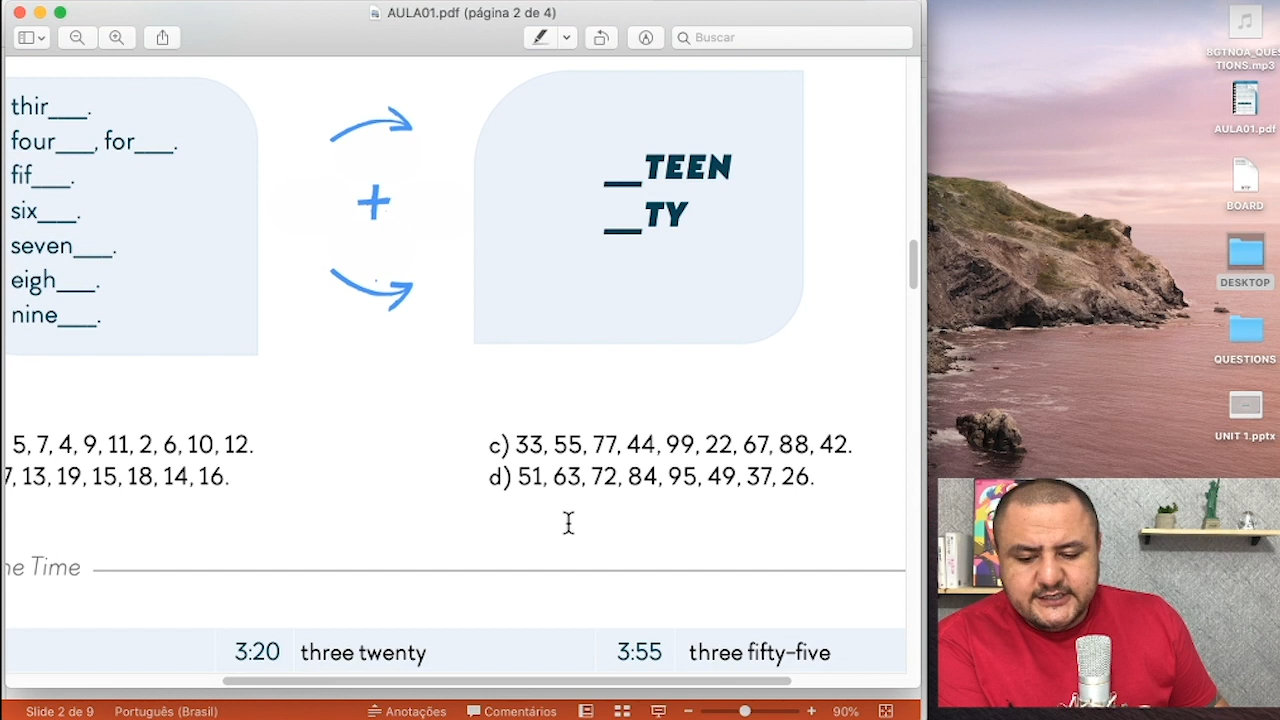 AULA01.pdf (página 2 de 4)
Buscar
thir___.
four___, for___.
fif___.
six___.
seven___.
eigh___.
nine___.
+
__TEEN
__TY
5, 7, 4, 9, 11, 2, 6, 10, 12.
7, 13, 19, 15, 18, 14, 16.
c) 33, 55, 77, 44, 99, 22, 67, 88, 42.
d) 51, 63, 72, 84, 95, 49, 37, 26.
Time
3:20 three twenty 3:55 three fifty-five
Slide 2 de 9 Português (Brasil) Anotações Comentários 90%
8GTNOA_QUES
TIONS.mp3
AULA01.pdf
BOARD
DESKTOP
QUESTIONS
UNIT 1.pptx